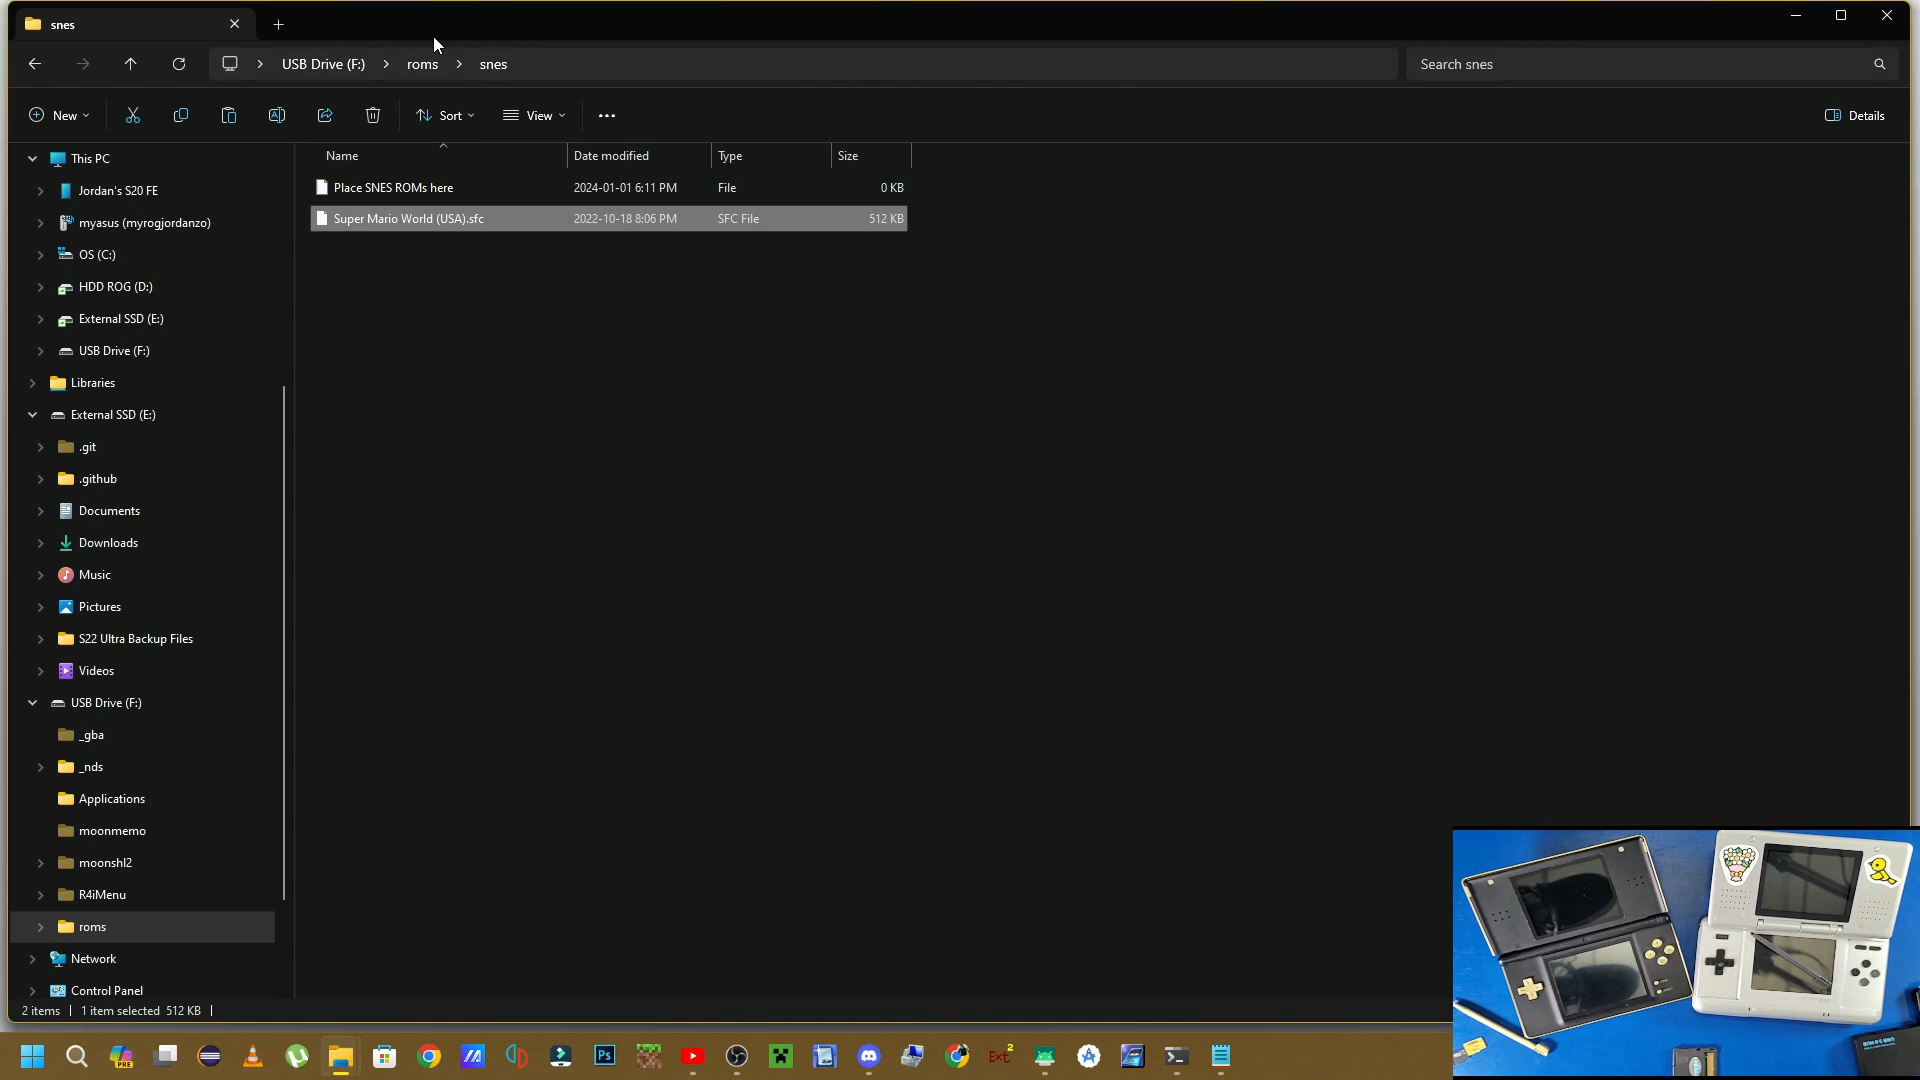 snes
USB Drive (F:) roms snes
Search snes
New
Sort
View
Details
Name Date modified Type Size
Place SNES ROMs here 2024-01-01 6:11 PM File 0 KB
Super Mario World (USA).sfc 2022-10-18 8:06 PM SFC File 512 KB
This PC
Jordan's S20 FE
myasus (myrogjordanzo)
OS (C:)
HDD ROG (D:)
External SSD (E:)
USB Drive (F:)
Libraries
External SSD (E:)
.git
.github
Documents
Downloads
Music
Pictures
S22 Ultra Backup Files
Videos
USB Drive (F:)
_gba
_nds
Applications
moonmemo
moonshl2
R4iMenu
roms
Network
Control Panel
2 items 1 item selected 512 KB
PRE
Ps
Ext2